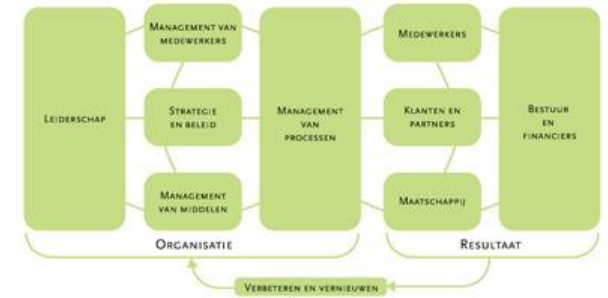 LEIDERSCHAP
MANAGEMENT VAN
MEDEWERKERS
STRATEGIE
EN BELEID
MANAGEMENT
VAN MIDDELEN
MANAGEMENT
VAN
PROCESSEN
MEDEWERKERS
KLANTEN EN
PARTNERS
MAATSCHAPPIJ
BESTUUR
EN
FINANCIERS
ORGANISATIE
RESULTAAT
VERBETEREN EN VERNIEUWEN